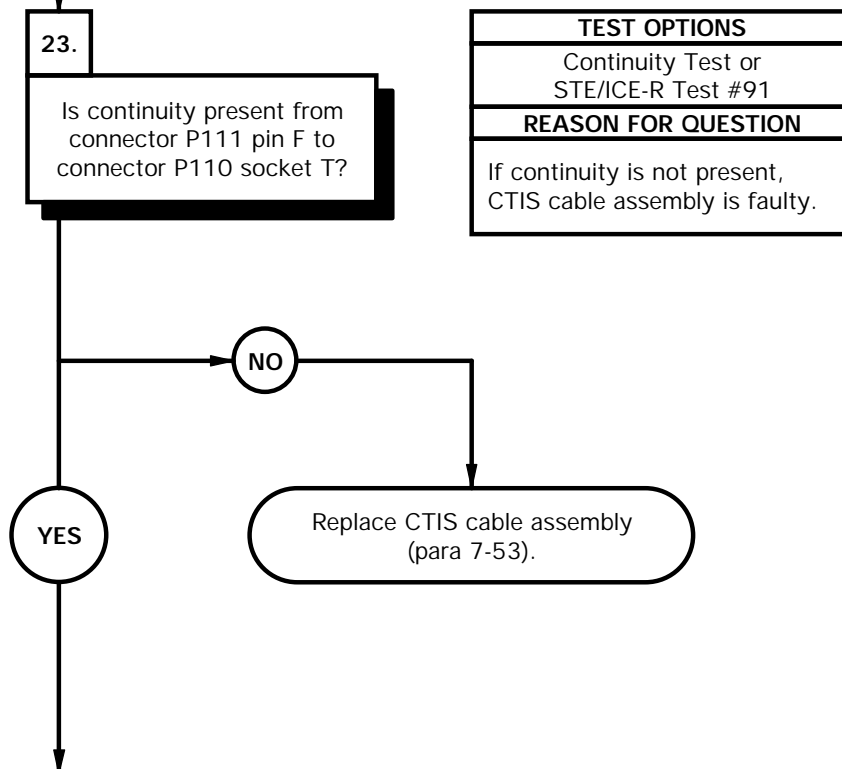 23.
Is continuity present from
connector P111 pin F to
connector P110 socket T?
TEST OPTIONS
Continuity Test or
STE/ICE-R Test #91
REASON FOR QUESTION
If continuity is not present,
CTIS cable assembly is faulty.
NO
YES
Replace CTIS cable assembly
(para 7-53).